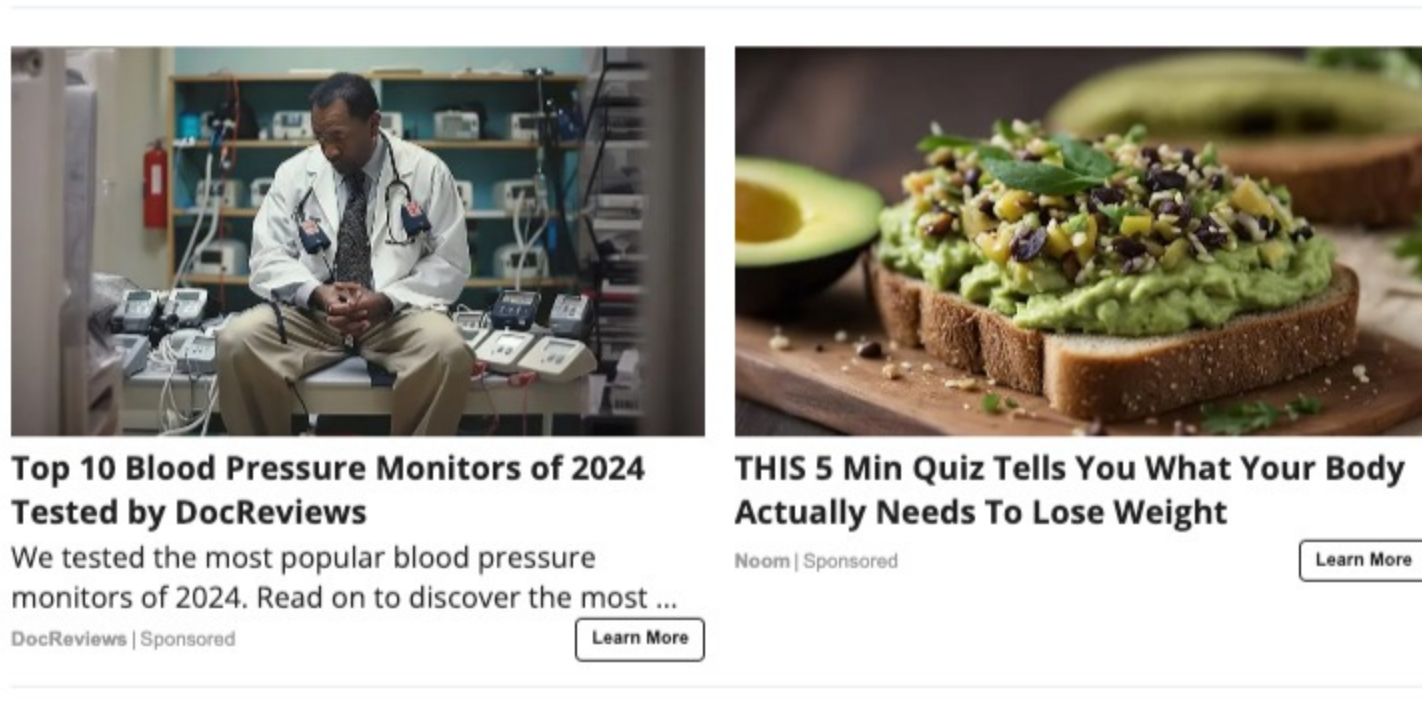 Top 10 Blood Pressure Monitors of 2024
Tested by DocReviews
We tested the most popular blood pressure
monitors of 2024. Read on to discover the most ...
DocReviews | Sponsored
Learn More
THIS 5 Min Quiz Tells You What Your Body
Actually Needs To Lose Weight
Noom | Sponsored
Learn More